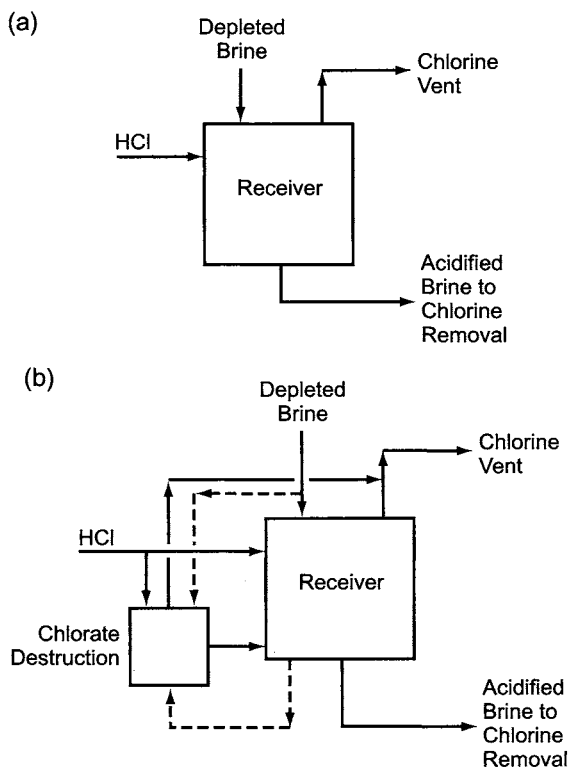 (a)
Depleted
Brine
Chlorine
Vent
HCl
Receiver
Acidified
Brine to
Chlorine
Removal
(b)
Depleted
Brine
Chlorine
Vent
HCl
Receiver
Chlorate
Destruction
Acidified
Brine to
Chlorine
Removal